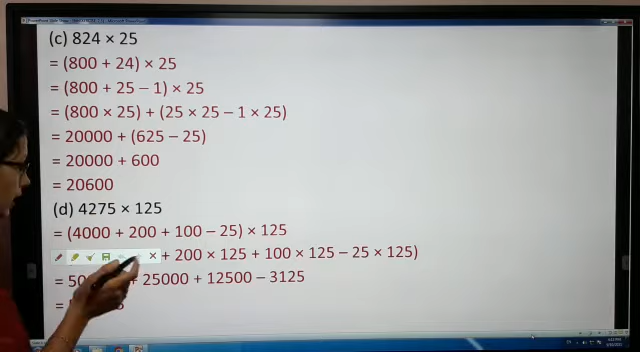 (c) 824 × 25
= (800 + 24) × 25
= (800 + 25 − 1) × 25
= (800 × 25) + (25 × 25 − 1 × 25)
= 20000 + (625 − 25)
= 20000 + 600
= 20600
(d) 4275 × 125
= (4000 + 200 + 100 − 25) × 125
+ 200 × 125 + 100 × 125 − 25 × 125)
= 25000 + 12500 − 3125
=